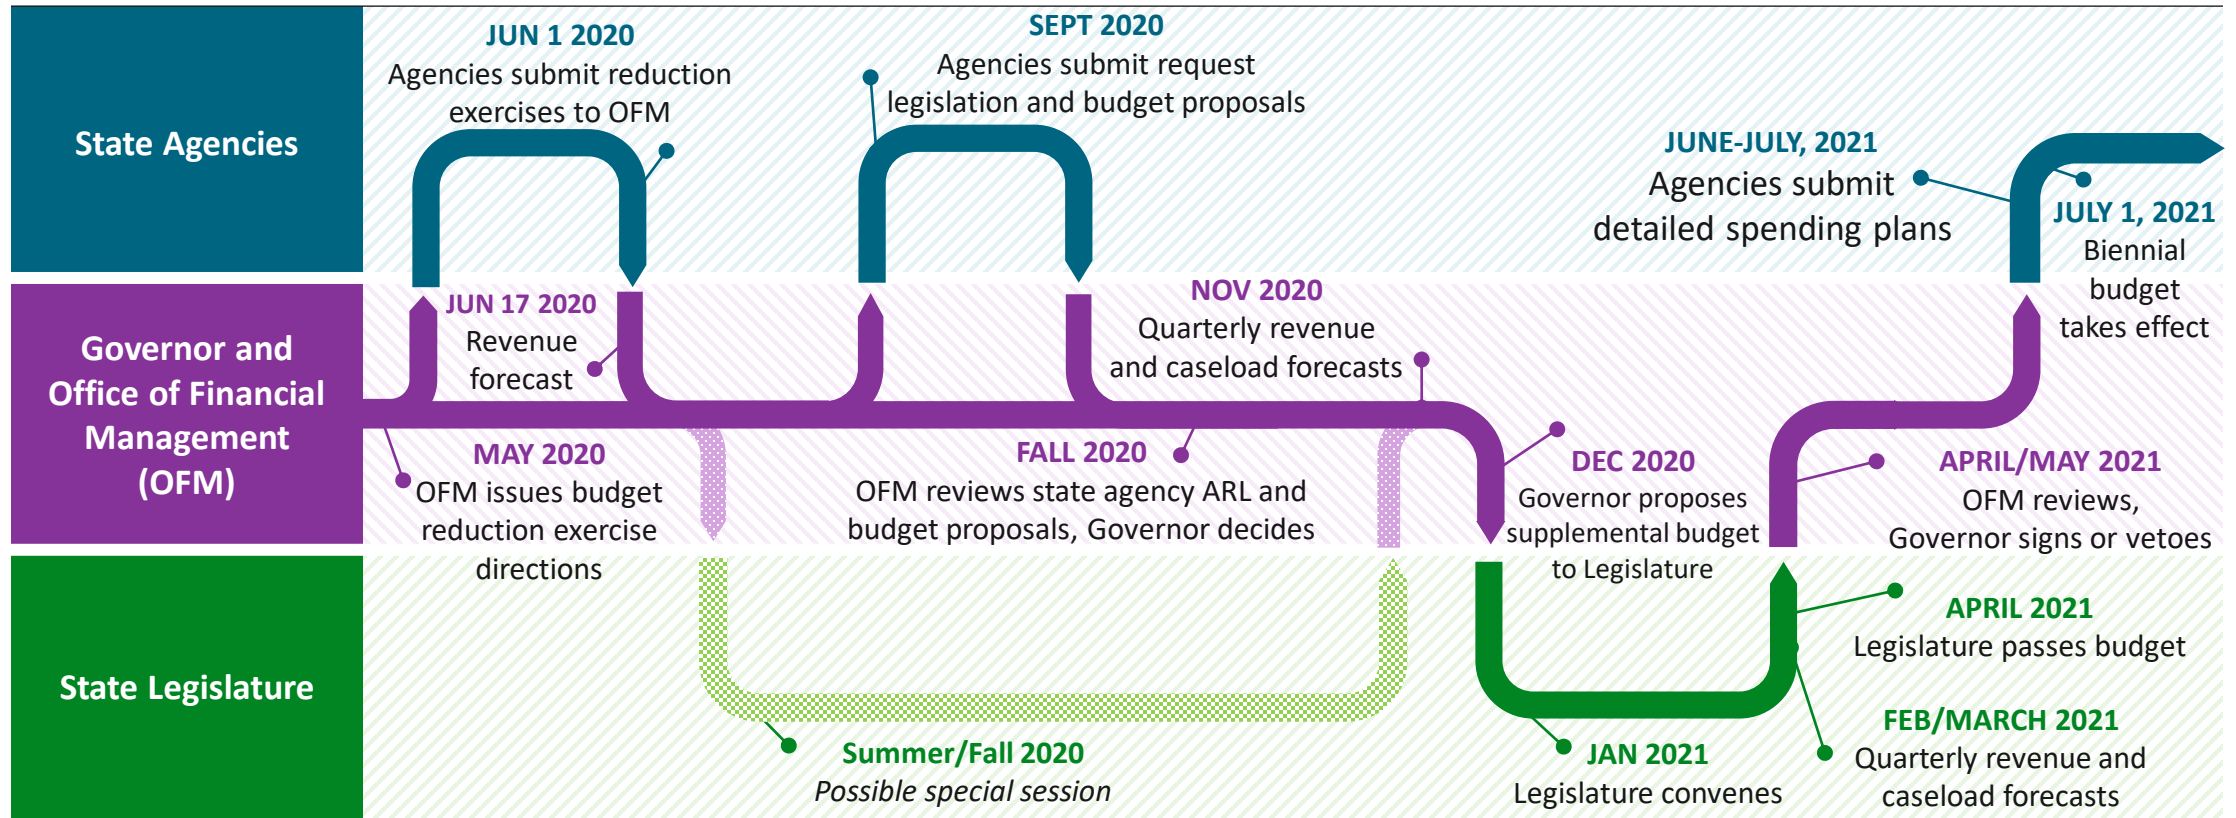 State Agencies
JUN 1 2020
Agencies submit reduction
exercises to OFM
SEPT 2020
Agencies submit request
legislation and budget proposals
JUNE-JULY, 2021
Agencies submit
detailed spending plans
JULY 1, 2021
Biennial
budget
takes effect
Governor and
Office of Financial
Management
(OFM)
JUN 17 2020
Revenue
forecast
NOV 2020
Quarterly revenue
and caseload forecasts
MAY 2020
OFM issues budget
reduction exercise
directions
FALL 2020
OFM reviews state agency ARL and
budget proposals, Governor decides
DEC 2020
Governor proposes
supplemental budget
to Legislature
APRIL/MAY 2021
OFM reviews,
Governor signs or vetoes
State Legislature
Summer/Fall 2020
Possible special session
JAN 2021
Legislature convenes
APRIL 2021
Legislature passes budget
FEB/MARCH 2021
Quarterly revenue and
caseload forecasts